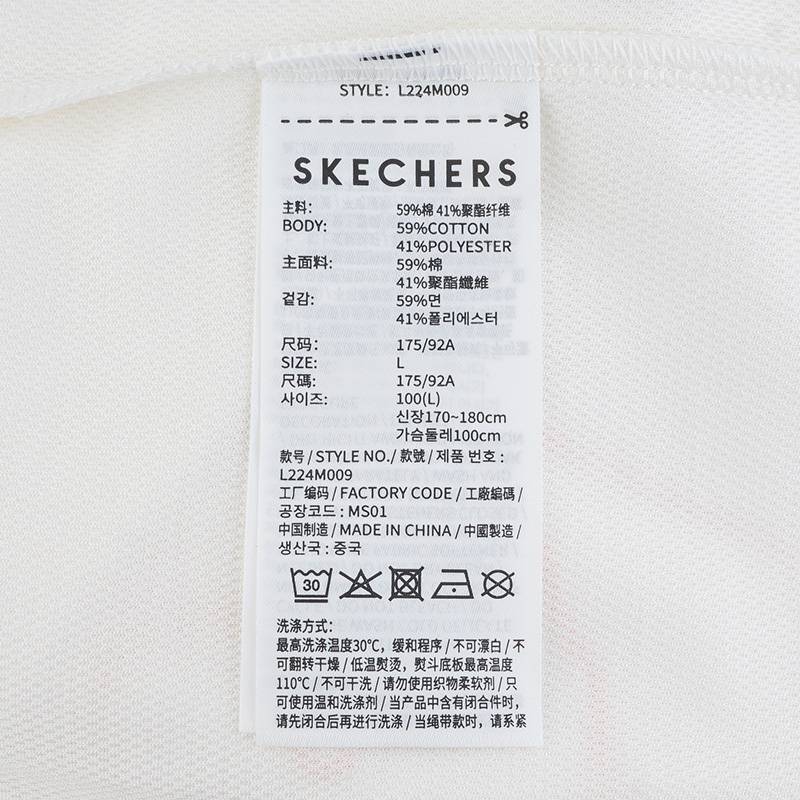 STYLE: L224M009
SKECHERS
主料: 59%棉 41%聚酯纤维
BODY: 59%COTTON
41%POLYESTER
主面料: 59%棉
41%聚酯纖維
겉감: 59%면
41%폴리에스터
尺码: 175/92A
SIZE: L
尺碼: 175/92A
사이즈: 100(L)
신장170~180cm
가슴둘레100cm
款号/STYLE NO./款號/제품 번호:
L224M009
工厂编码/FACTORY CODE/工廠編碼/
공장코드: MS01
中国制造/MADE IN CHINA/中國製造/
생산국: 중국
30
洗涤方式:
最高洗涤温度30℃，缓和程序/不可漂白/不
可翻转干燥/低温熨烫，熨斗底板最高温度
110℃/不可干洗/请勿使用织物柔软剂/只
可使用温和洗涤剂/当产品中含有闭合件时，
请先闭合后再进行洗涤/当绳带款时，请系紧